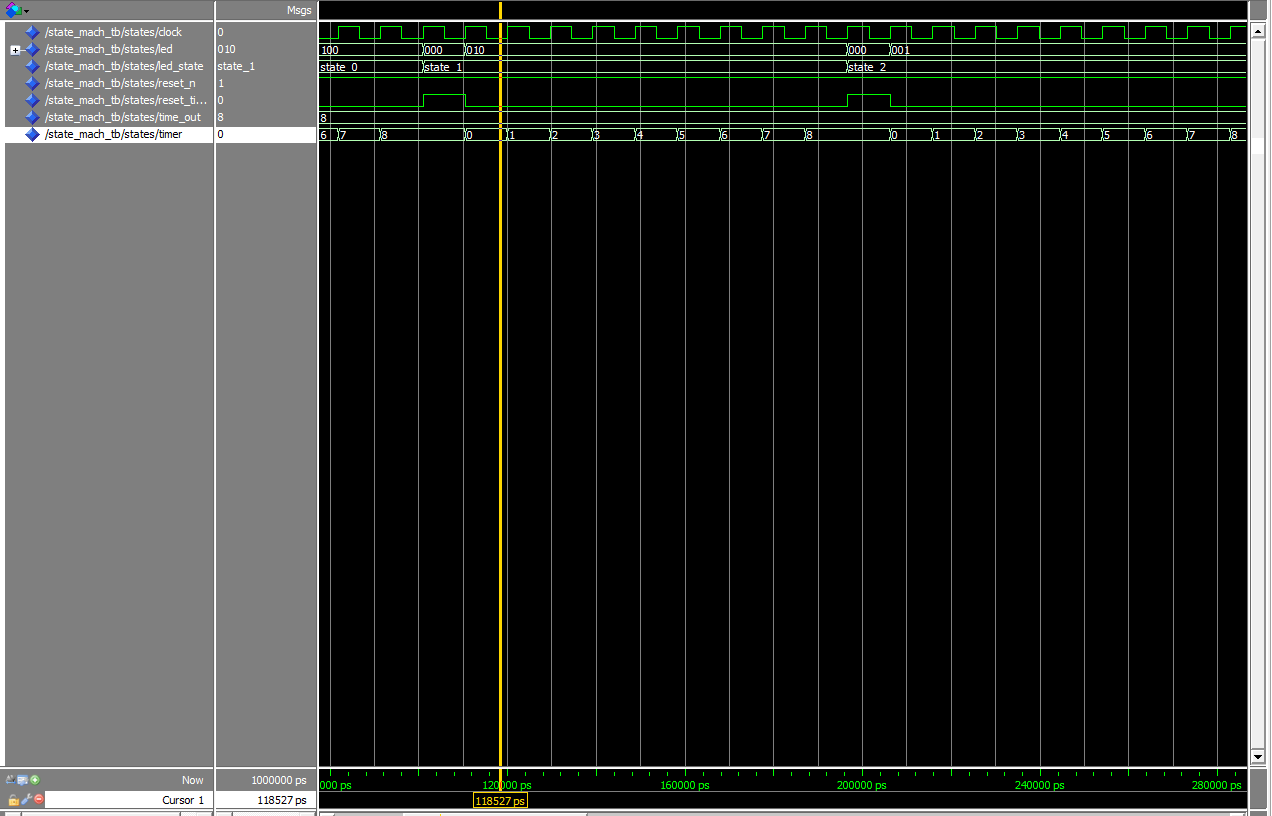 Msgs
/state_mach_tb/states/clock 0
/state_mach_tb/states/led 010 100 000 010 000 001
/state_mach_tb/states/led_state state_1 state_0 state_1 state_2
/state_mach_tb/states/reset_n 1
/state_mach_tb/states/reset_ti... 0
/state_mach_tb/states/time_out 8 8
/state_mach_tb/states/timer 0 6 7 8 0 1 2 3 4 5 6 7 8 0 1 2 3 4 5 6 7 8
Now 1000000 ps 000 ps 120000 ps 160000 ps 200000 ps 240000 ps 280000 ps
Cursor 1 118527 ps 118527 ps